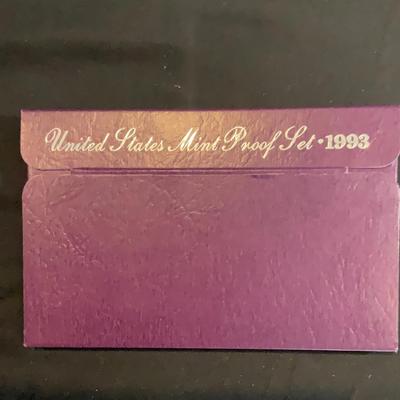 United States Mint Proof Set • 1993